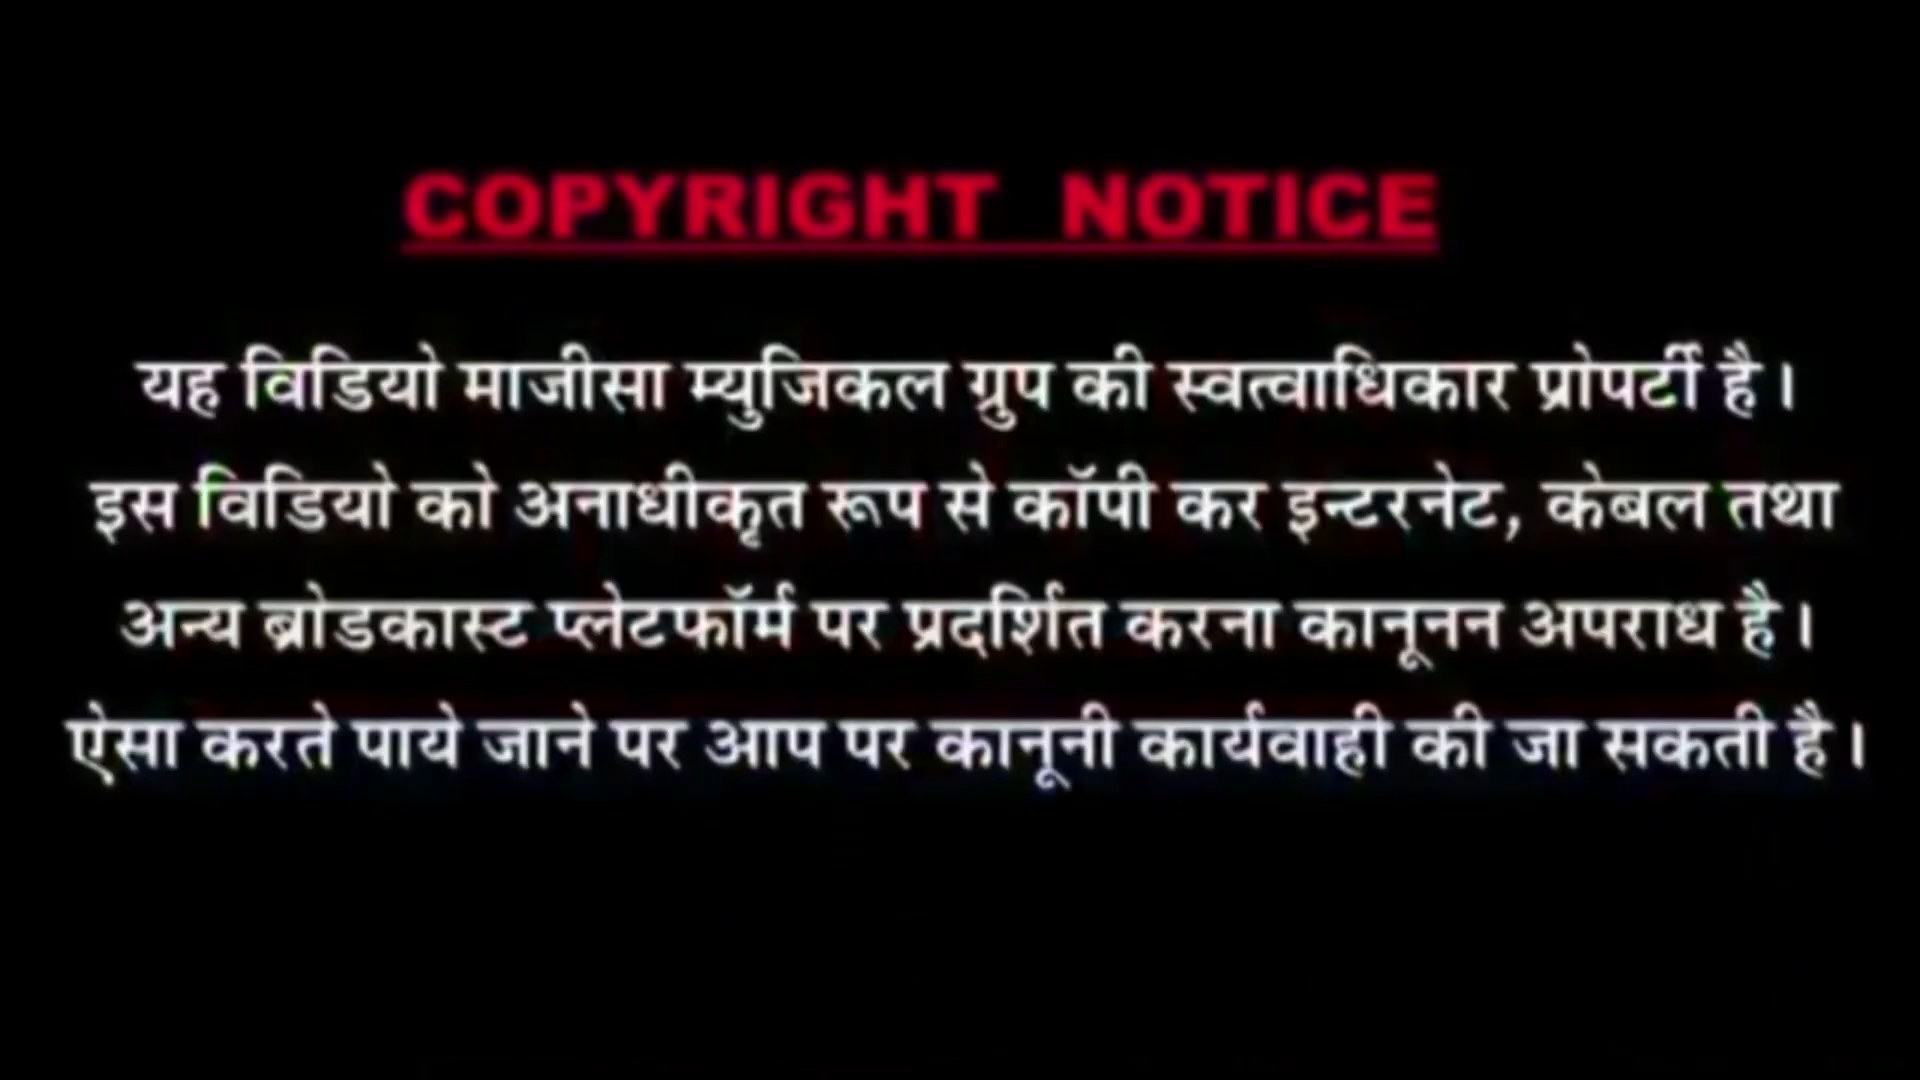 COPYRIGHT NOTICE
यह विडियो माजीसा म्युजिकल ग्रुप की स्वत्वाधिकार प्रोपर्टी है।
इस विडियो को अनाधीकृत रूप से कॉपी कर इन्टरनेट, केबल तथा
अन्य ब्रोडकास्ट प्लेटफॉर्म पर प्रदर्शित करना कानूनन अपराध है।
ऐसा करते पाये जाने पर आप पर कानूनी कार्यवाही की जा सकती है।